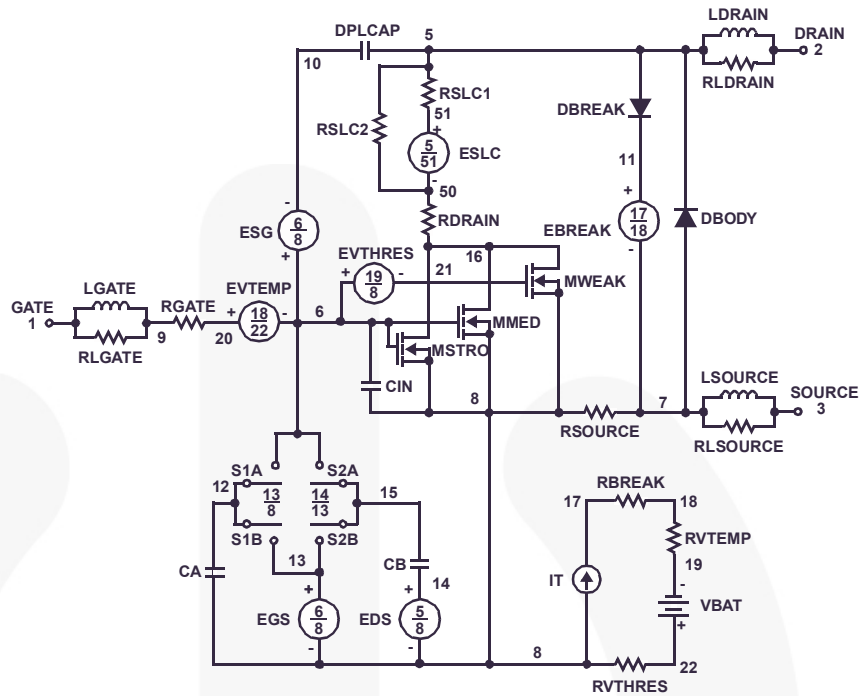 LDRAIN
DPLCAP
5
DRAIN
2
10
RLDRAIN
RSLC1
51
DBREAK
RSLC2
+
5
51
ESLC
-
50
11
-
6
8
ESG
+
RDRAIN
+
17
18
EBREAK
-
DBODY
EVTHRES
+
19
8
-
21
16
MWEAK
LGATE
GATE
1
RLGATE
9
RGATE
20
EVTEMP
+
18
22
-
6
MMED
MSTRO
CIN
8
RSOURCE
7
LSOURCE
SOURCE
3
RLSOURCE
S1A
S2A
12
13
8
14
13
15
S1B
S2B
13
CA
CB
14
+
EGS
6
8
-
+
EDS
5
8
-
8
RBREAK
17
18
RVTEMP
19
IT
-
VBAT
+
22
RVTHRES